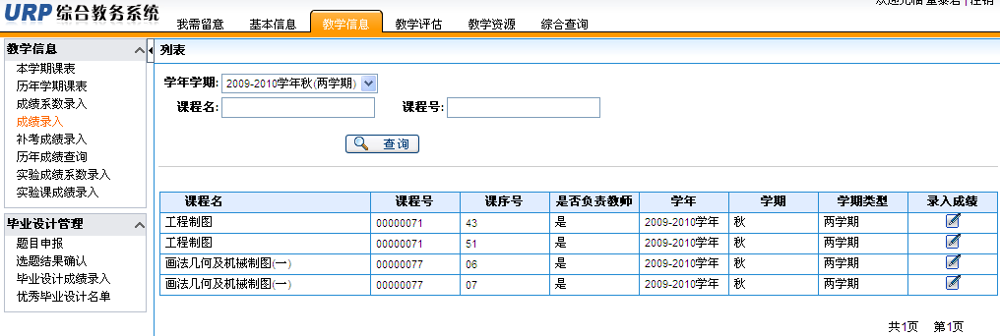 URP 综合教务系统
我需留意 基本信息 教学信息 教学评估 教学资源 综合查询
教学信息
本学期课表
历年学期课表
成绩系数录入
成绩录入
补考成绩录入
历年成绩查询
实验成绩系数录入
实验课成绩录入
毕业设计管理
题目申报
选题结果确认
毕业设计成绩录入
优秀毕业设计名单
列表
学年学期: 2009-2010学年秋(两学期)
课程名: 课程号:
查询
课程名 课程号 课序号 是否负责教师 学年 学期 学期类型 录入成绩
工程制图 00000071 43 是 2009-2010学年 秋 两学期
工程制图 00000071 51 是 2009-2010学年 秋 两学期
画法几何及机械制图(一) 00000077 06 是 2009-2010学年 秋 两学期
画法几何及机械制图(一) 00000077 07 是 2009-2010学年 秋 两学期
共1页 第1页